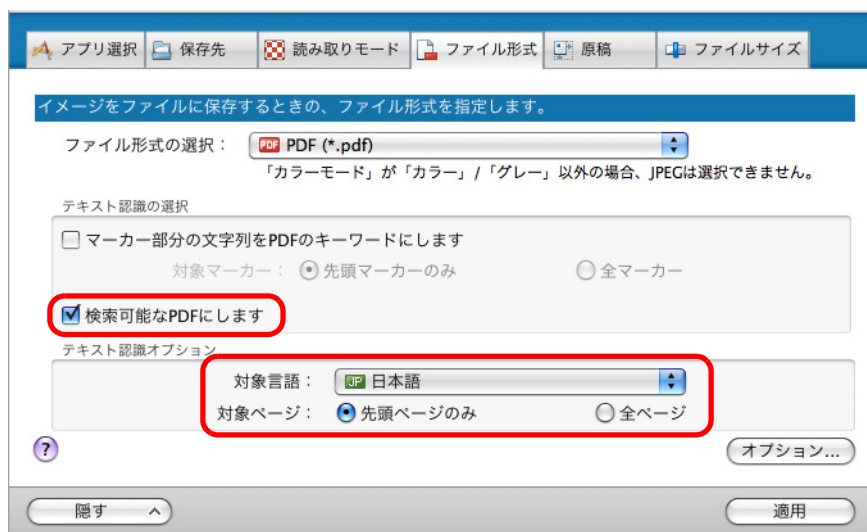 アプリ選択 保存先 読み取りモード ファイル形式 原稿 ファイルサイズ
イメージをファイルに保存するときの、ファイル形式を指定します。
ファイル形式の選択： PDF PDF (*.pdf)
「カラーモード」が「カラー」/「グレー」以外の場合、JPEGは選択できません。
テキスト認識の選択
マーカー部分の文字列をPDFのキーワードにします
対象マーカー： 先頭マーカーのみ 全マーカー
検索可能なPDFにします
テキスト認識オプション
対象言語： JP 日本語
対象ページ： 先頭ページのみ 全ページ
? オプション...
隠す 適用